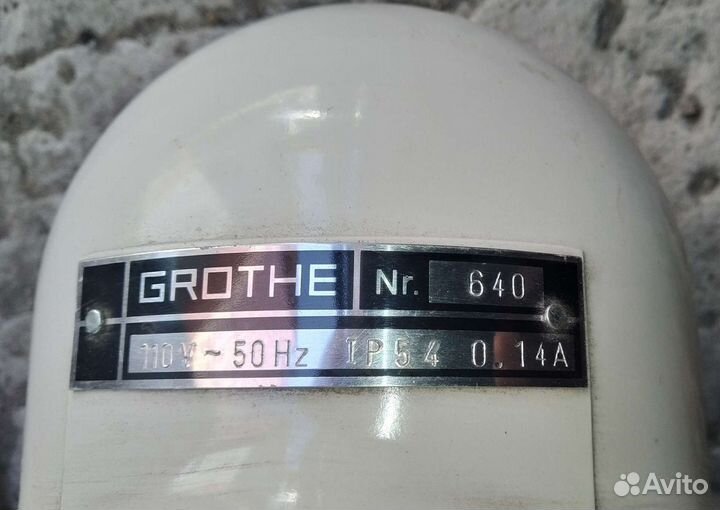 GROTHE Nr. 640
110V ~ 50Hz IP54 0,14A
Avito